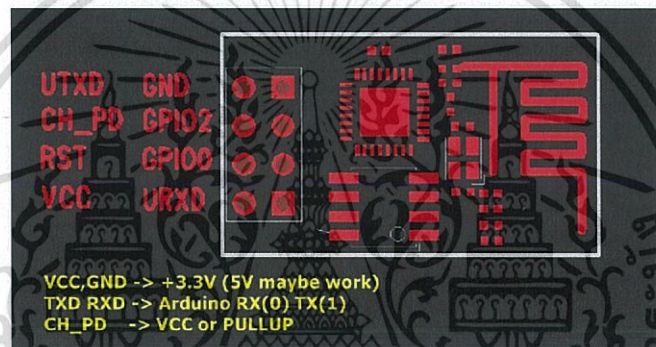 UTXD GND
CH_PD GPIO2
RST GPIO0
VCC URXD
VCC,GND -> +3.3V (5V maybe work)
TXD RXD -> Arduino RX(0) TX(1)
CH_PD -> VCC or PULLUP